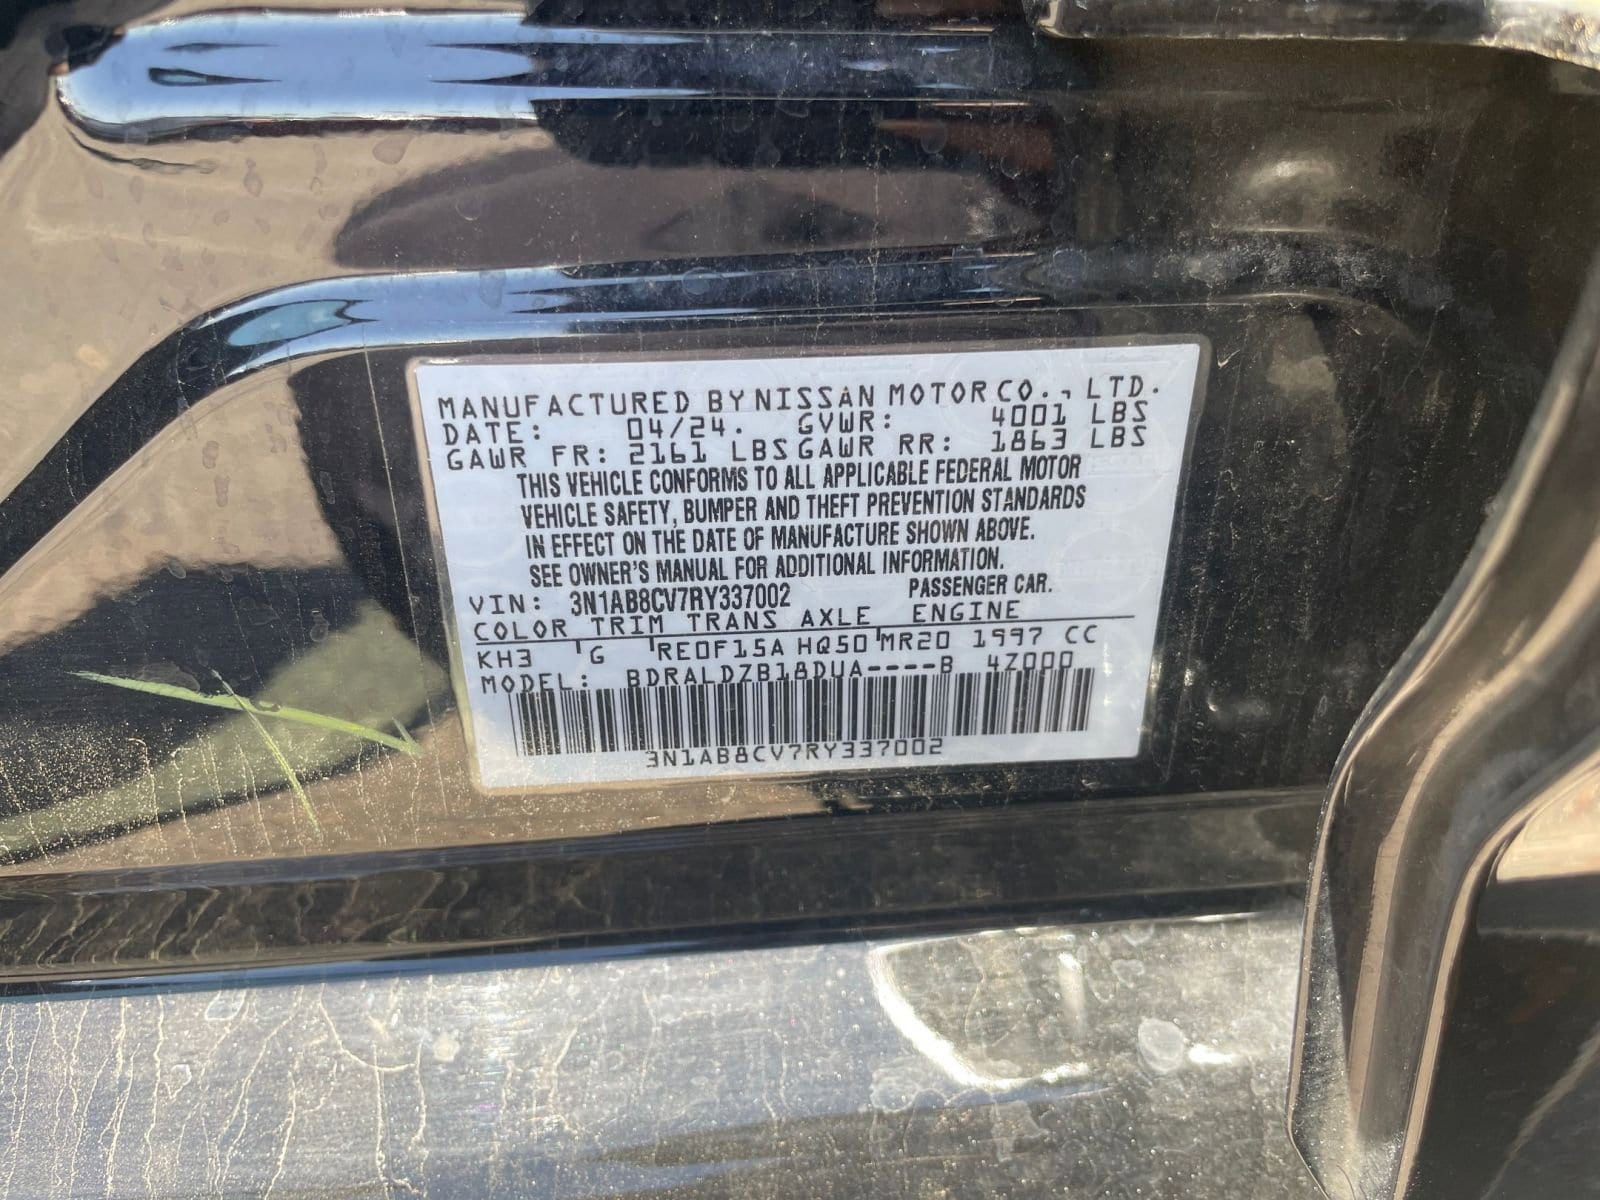 MANUFACTURED BY NISSAN MOTOR CO., LTD.
DATE: 04/24. GVWR: 4001 LBS
GAWR FR: 2161 LBS GAWR RR: 1863 LBS
THIS VEHICLE CONFORMS TO ALL APPLICABLE FEDERAL MOTOR
VEHICLE SAFETY, BUMPER AND THEFT PREVENTION STANDARDS
IN EFFECT ON THE DATE OF MANUFACTURE SHOWN ABOVE.
SEE OWNER'S MANUAL FOR ADDITIONAL INFORMATION.
VIN: 3N1AB8CV7RY337002 PASSENGER CAR.
COLOR TRIM TRANS AXLE ENGINE
KH3 G RE0F15A HQ50 MR20 1997 CC
MODEL: BDRALDZB18DUA----B 4Z000
3N1AB8CV7RY337002